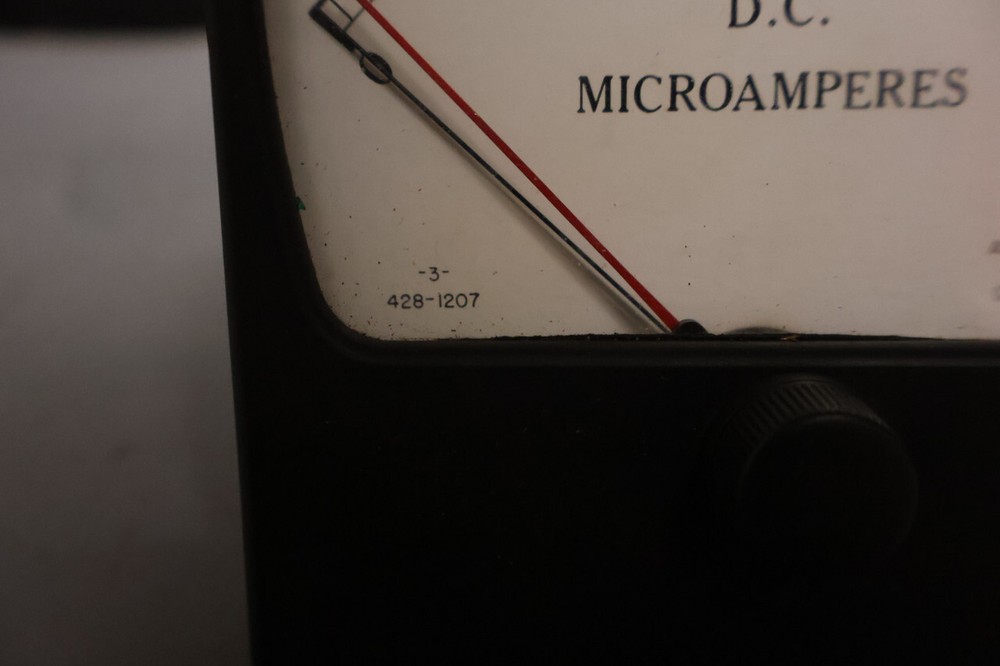 D.C.
MICROAMPERES
-3-
428-1207